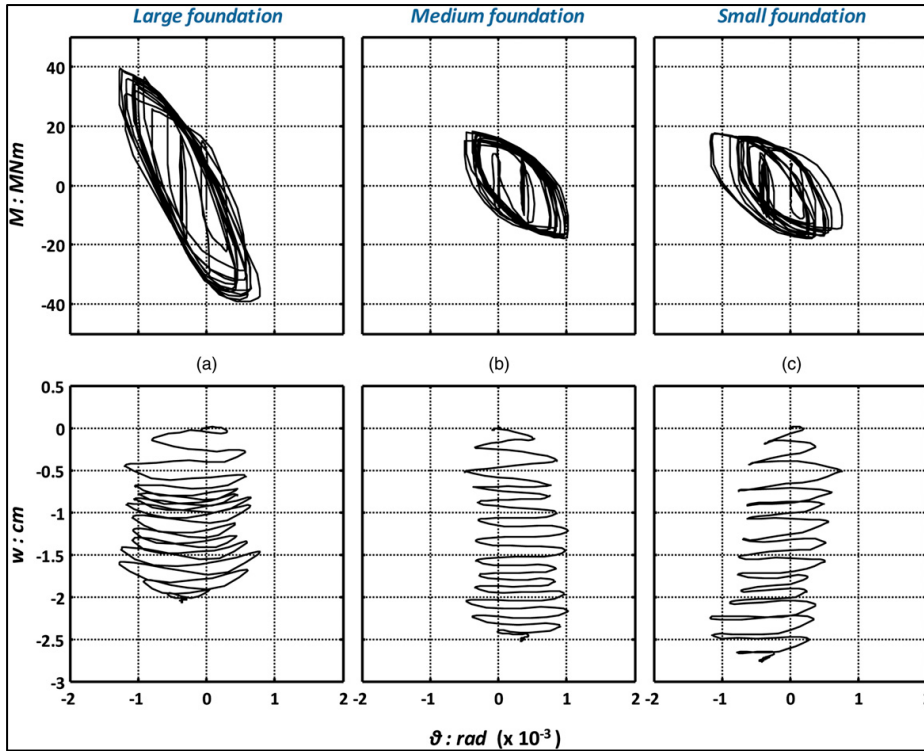 Large foundation Medium foundation Small foundation
M : MNm
40
20
0
-20
-40
(a) (b) (c)
w : cm
0.5
0
-0.5
-1
-1.5
-2
-2.5
-3
-2 -1 0 1 2 -2 -1 0 1 2 -2 -1 0 1 2
ϑ : rad (x 10⁻³)